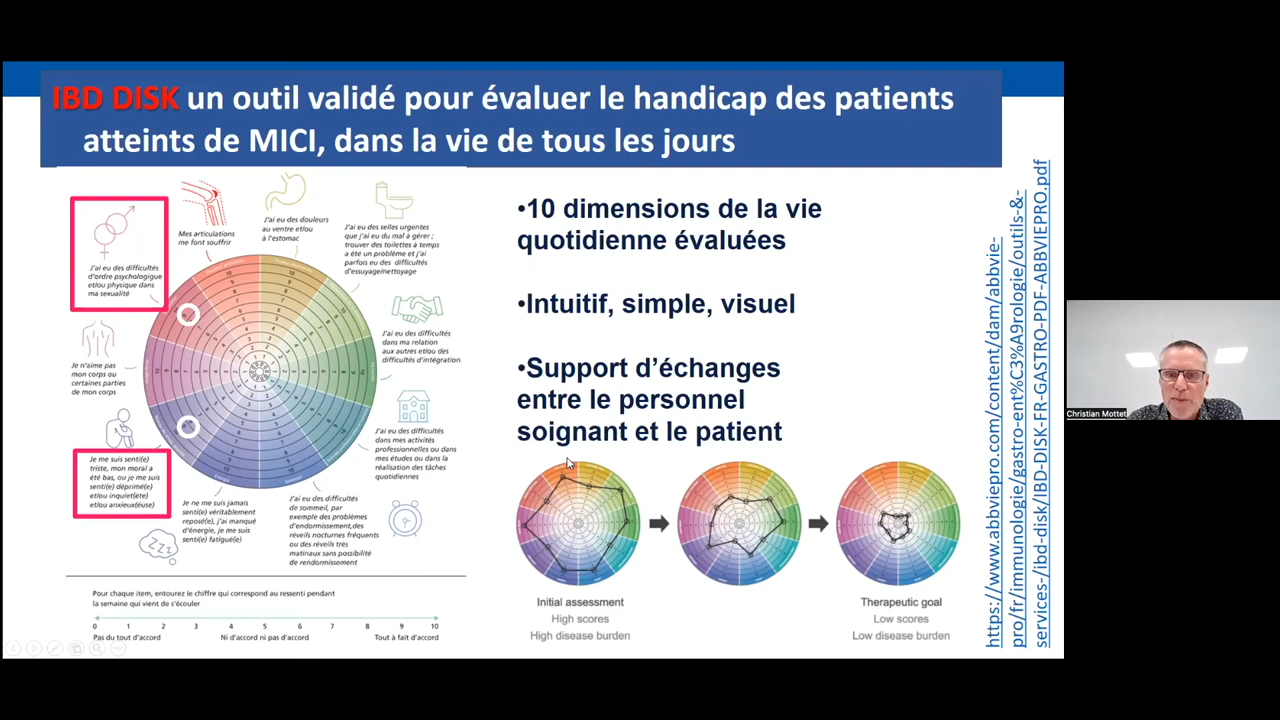 IBD DISK un outil validé pour évaluer le handicap des patients
atteints de MICI, dans la vie de tous les jours
J'ai eu des difficultés
d'ordre psychologique
et/ou physique dans
ma sexualité
Mes articulations
me font souffrir
J'ai eu des douleurs
au ventre et/ou
à l'estomac
J'ai eu des selles urgentes
que j'ai eu du mal à gérer ;
trouver des toilettes à temps
a été un problème et j'ai
parfois eu des difficultés
d'essuyage/nettoyage
J'ai eu des difficultés
dans ma relation
aux autres et/ou des
difficultés d'intégration
J'ai eu des difficultés
dans mes activités
professionnelles ou dans
mes études ou dans la
réalisation des tâches
quotidiennes
J'ai eu des difficultés
de sommeil, par
exemple des problèmes
d'endormissement,des
réveils nocturnes fréquents
ou des réveils très
matinaux sans possibilité
de rendormissement
Je ne me suis jamais
senti(e) véritablement
reposé(e), j'ai manqué
d'énergie, je me suis
senti(e) fatigué(e)
Je me suis senti(e)
triste, mon moral a
été bas, ou je me suis
senti(e) déprimé(e)
et/ou inquiet(ète)
et/ou anxieux(euse)
Je n'aime pas
mon corps ou
certaines parties
de mon corps
Pour chaque item, entourez le chiffre qui correspond au ressenti pendant
la semaine qui vient de s'écouler
0 1 2 3 4 5 6 7 8 9 10
Pas du tout d'accord Ni d'accord ni pas d'accord Tout à fait d'accord
•10 dimensions de la vie
quotidienne évaluées
•Intuitif, simple, visuel
•Support d'échanges
entre le personnel
soignant et le patient
Initial assessment
High scores
High disease burden
Therapeutic goal
Low scores
Low disease burden
https://www.abbviepro.com/content/dam/abbvie-
pro/fr/immunologie/gastro-ent%C3%A9rologie/outils-&-
services-/ibd-disk/IBD-DISK-FR-GASTRO-PDF-ABBVIEPRO.pdf
Christian Mottet